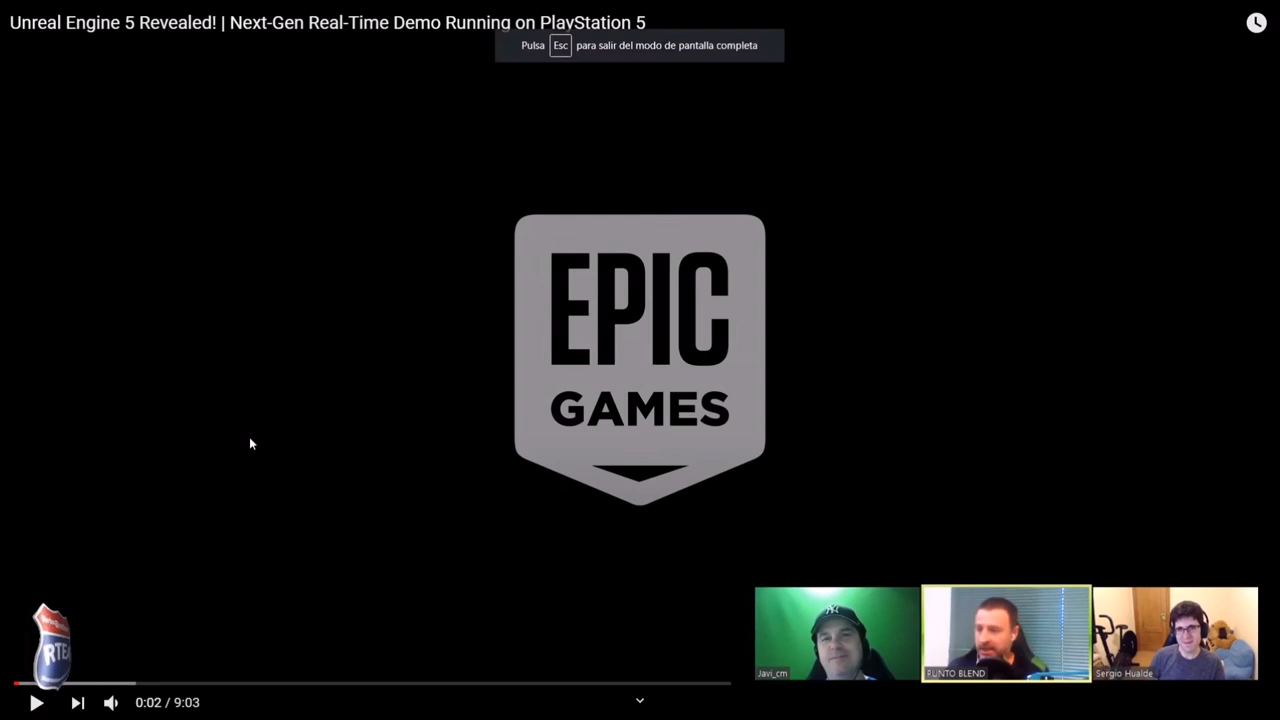 Unreal Engine 5 Revealed! | Next-Gen Real-Time Demo Running on PlayStation 5
Pulsa Esc para salir del modo de pantalla completa
EPIC
GAMES
RTE
Javi_cm
PUNTO BLEND
Sergio Hualde
0:02 / 9:03